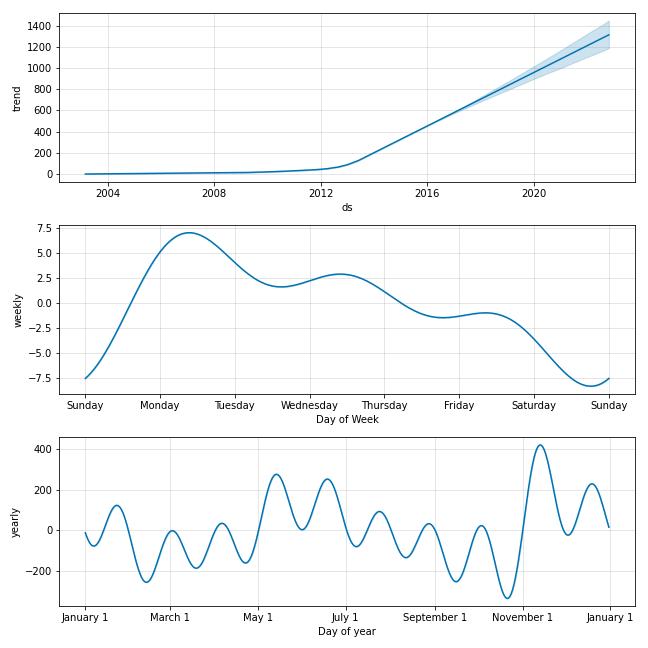 1400
1200
1000
800
600
400
200
0
trend
2004 2008 2012 2016 2020
ds
7.5
5.0
2.5
0.0
−2.5
−5.0
−7.5
weekly
Sunday Monday Tuesday Wednesday Thursday Friday Saturday Sunday
Day of Week
400
200
0
−200
yearly
January 1 March 1 May 1 July 1 September 1 November 1 January 1
Day of year